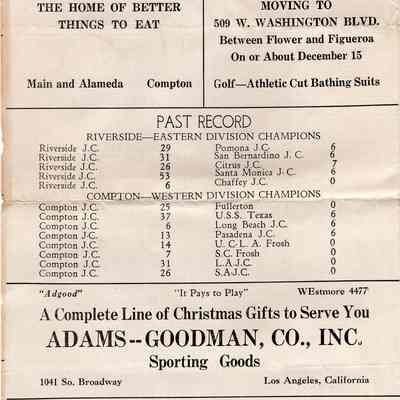 THE HOME OF BETTER
THINGS TO EAT
Main and Alameda Compton
MOVING TO
509 W. WASHINGTON BLVD.
Between Flower and Figueroa
On or About December 15
Golf—Athletic Cut Bathing Suits
PAST RECORD
RIVERSIDE—EASTERN DIVISION CHAMPIONS
Riverside J.C. 29 Pomona J.C. 6
Riverside J.C. 31 San Bernardino J. C. 6
Riverside J.C. 26 Citrus J.C. 7
Riverside J.C. 53 Santa Monica J. C. 6
Riverside J.C. 6 Chaffey J.C. 0
COMPTON—WESTERN DIVISION CHAMPIONS
Compton J.C. 25 Fullerton 0
Compton J.C. 37 U.S.S. Texas 6
Compton J.C. 6 Long Beach J.C. 6
Compton J.C. 13 Pasadena J.C. 6
Compton J.C. 14 U. C. L. A. Frosh 0
Compton J.C. 7 S.C. Frosh 0
Compton J.C. 31 L.A.J.C. 0
Compton J.C. 26 S.A.J.C. 0
"Adgood" "It Pays to Play" WEstmore 4477
A Complete Line of Christmas Gifts to Serve You
ADAMS--GOODMAN, CO., INC.
Sporting Goods
1041 So. Broadway Los Angeles, California